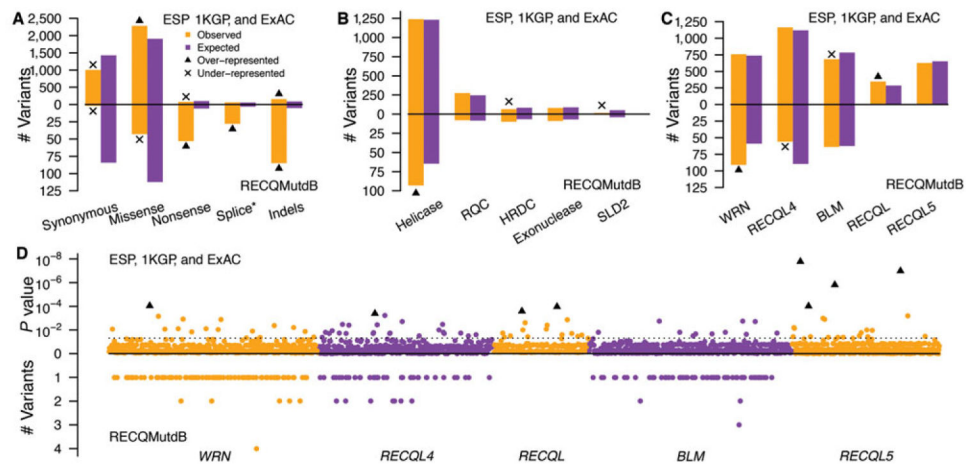 A
ESP 1KGP, and ExAC
# Variants
2,500
2,000
1,500
1,000
500
0
25
50
75
100
125
Observed
Expected
Over-represented
Under-represented
RECQMutdB
Synonymous
Missense
Nonsense
Splice*
Indels
B
ESP, 1KGP, and ExAC
# Variants
1,250
1,000
750
500
250
0
25
50
75
100
RECQMutdB
Helicase
RQC
HRDC
Exonuclease
SLD2
C
ESP, 1KGP, and ExAC
# Variants
1,250
1,000
750
500
250
0
25
50
75
100
125
RECQMutdB
WRN
RECQL4
BLM
RECQL
RECQL5
D
ESP, 1KGP, and ExAC
P value
10⁻⁸
10⁻⁶
10⁻⁴
10⁻²
0
# Variants
1
2
3
4
RECQMutdB
WRN
RECQL4
RECQL
BLM
RECQL5